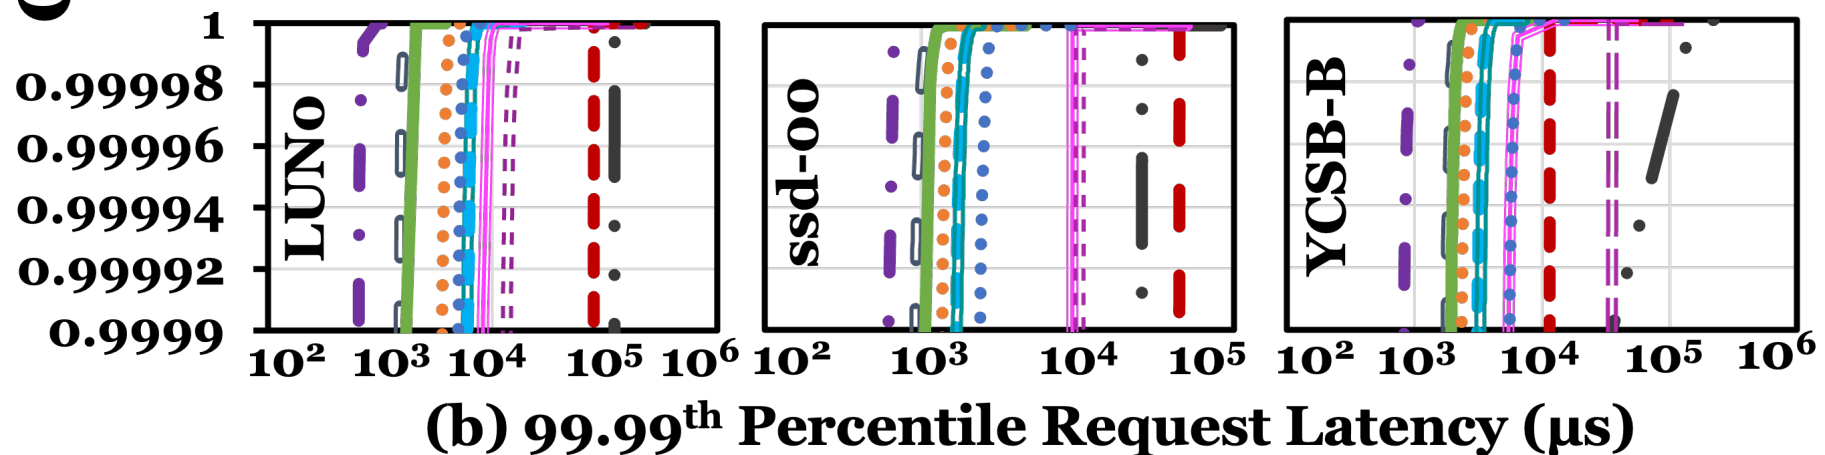 1
0.99998
0.99996
0.99994
0.99992
0.9999
LUN0
ssd-00
YCSB-B
10² 10³ 10⁴ 10⁵ 10⁶ 10² 10³ 10⁴ 10⁵ 10² 10³ 10⁴ 10⁵ 10⁶
(b) 99.99th Percentile Request Latency (µs)